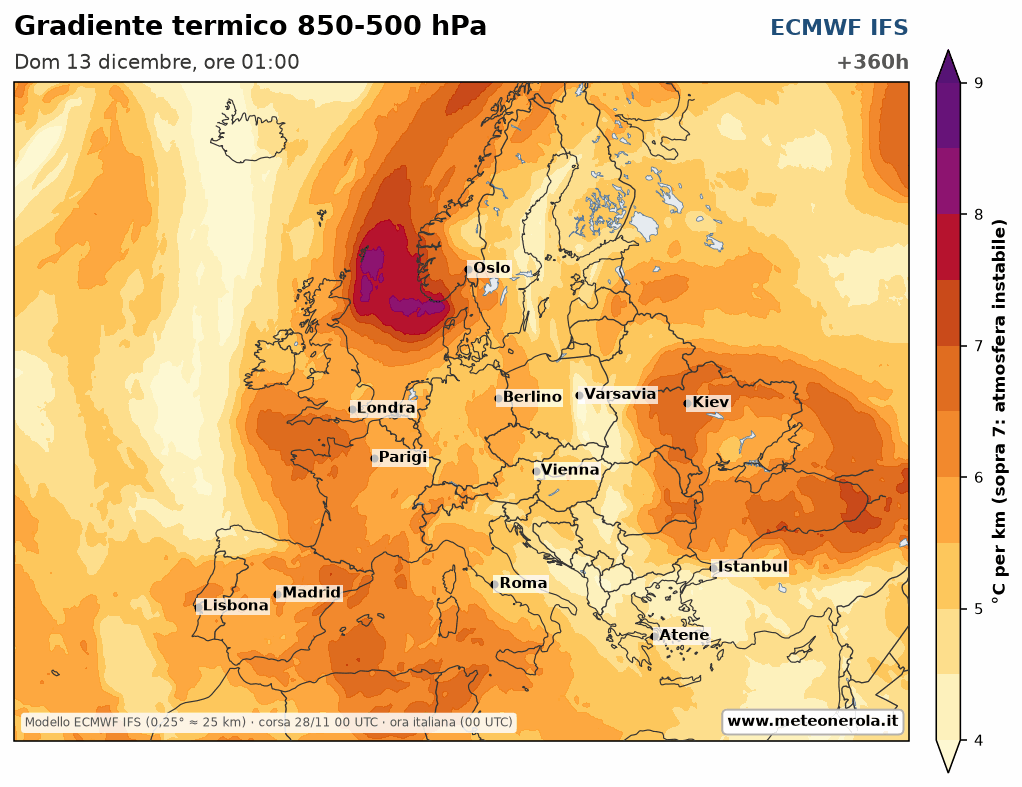 Gradiente termico 850-500 hPa
ECMWF IFS
Dom 13 dicembre, ore 01:00
+360h
Oslo
Berlino
Varsavia
Kiev
Londra
Parigi
Vienna
Istanbul
Roma
Madrid
Lisbona
Atene
Modello ECMWF IFS (0,25° ≈ 25 km) · corsa 28/11 00 UTC · ora italiana (00 UTC)
www.meteonerola.it
9
8
7
6
5
4
°C per km (sopra 7: atmosfera instabile)